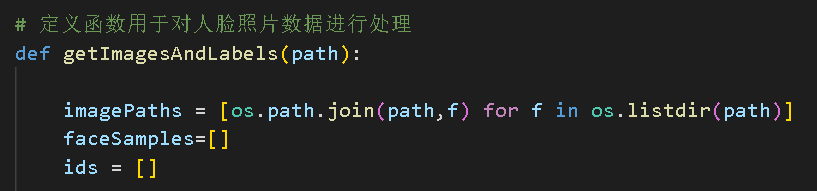 # 定义函数用于对人脸照片数据进行处理
def getImagesAndLabels(path):
imagePaths = [os.path.join(path,f) for f in os.listdir(path)]
faceSamples=[]
ids = []